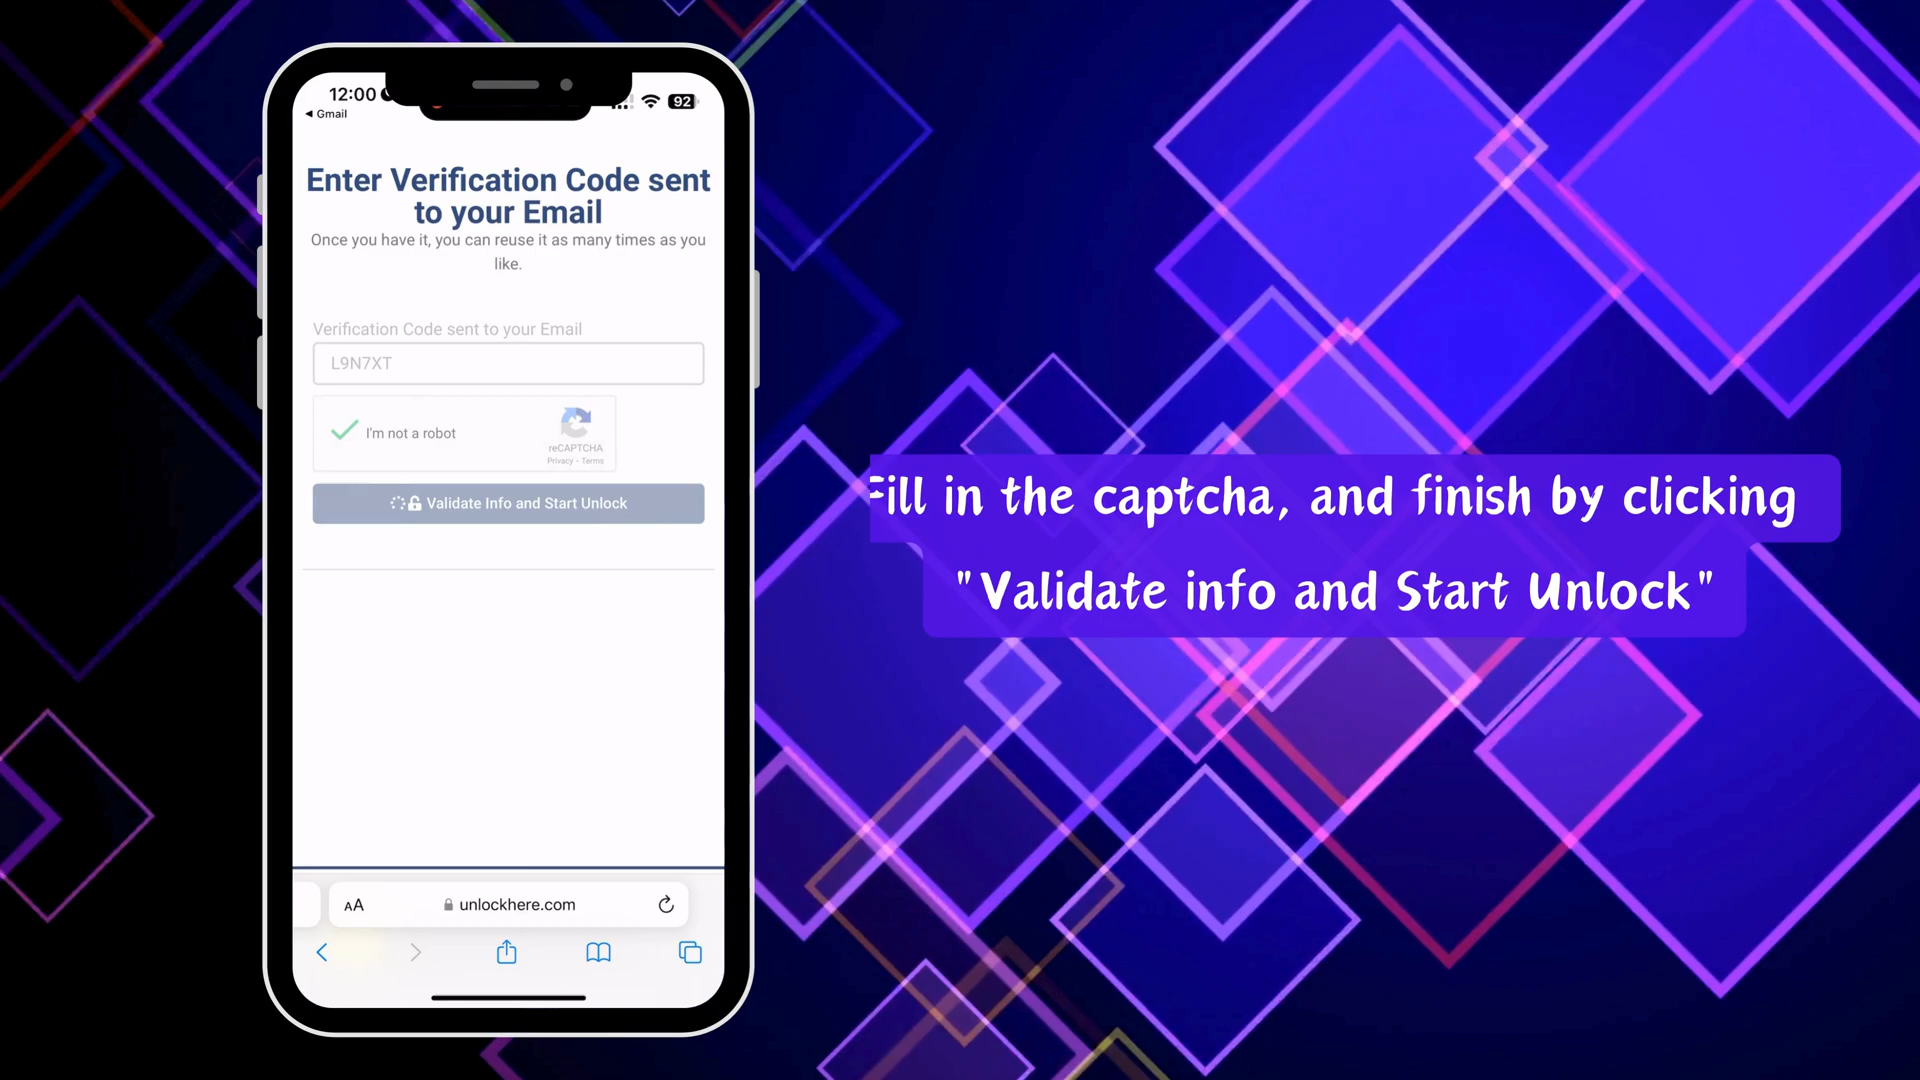 12:00
92
Gmail
Enter Verification Code sent
to your Email
Once you have it, you can reuse it as many times as you
like.
Verification Code sent to your Email
L9N7XT
I'm not a robot
reCAPTCHA
Privacy - Terms
Validate Info and Start Unlock
Fill in the captcha, and finish by clicking
"Validate info and Start Unlock"
AA
unlockhere.com